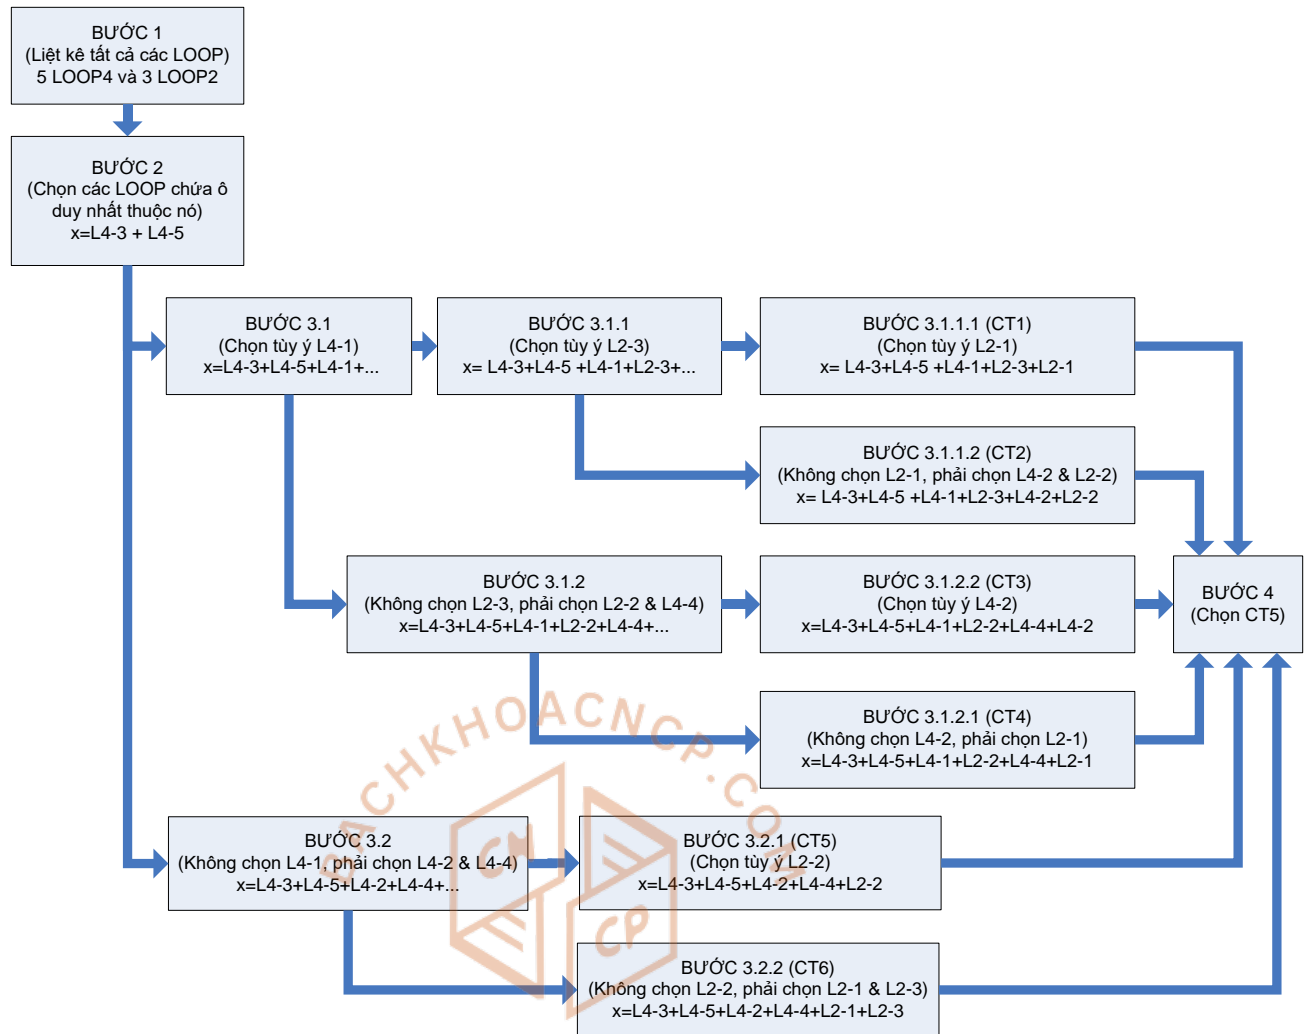 BƯỚC 1
(Liệt kê tất cả các LOOP)
5 LOOP4 và 3 LOOP2
BƯỚC 2
(Chọn các LOOP chứa ô
duy nhất thuộc nó)
x=L4-3 + L4-5
BƯỚC 3.1
(Chọn tùy ý L4-1)
x=L4-3+L4-5+L4-1+...
BƯỚC 3.1.1
(Chọn tùy ý L2-3)
x= L4-3+L4-5 +L4-1+L2-3+...
BƯỚC 3.1.1.1 (CT1)
(Chọn tùy ý L2-1)
x= L4-3+L4-5 +L4-1+L2-3+L2-1
BƯỚC 3.1.1.2 (CT2)
(Không chọn L2-1, phải chọn L4-2 & L2-2)
x= L4-3+L4-5 +L4-1+L2-3+L4-2+L2-2
BƯỚC 3.1.2
(Không chọn L2-3, phải chọn L2-2 & L4-4)
x=L4-3+L4-5+L4-1+L2-2+L4-4+...
BƯỚC 3.1.2.2 (CT3)
(Chọn tùy ý L4-2)
x=L4-3+L4-5+L4-1+L2-2+L4-4+L4-2
BƯỚC 4
(Chọn CT5)
BƯỚC 3.1.2.1 (CT4)
(Không chọn L4-2, phải chọn L2-1)
x=L4-3+L4-5+L4-1+L2-2+L4-4+L2-1
BƯỚC 3.2
(Không chọn L4-1, phải chọn L4-2 & L4-4)
x=L4-3+L4-5+L4-2+L4-4+...
BƯỚC 3.2.1 (CT5)
(Chọn tùy ý L2-2)
x=L4-3+L4-5+L4-2+L4-4+L2-2
BƯỚC 3.2.2 (CT6)
(Không chọn L2-2, phải chọn L2-1 & L2-3)
x=L4-3+L4-5+L4-2+L4-4+L2-1+L2-3
BACHKHOACNCP.COM
CN
CP